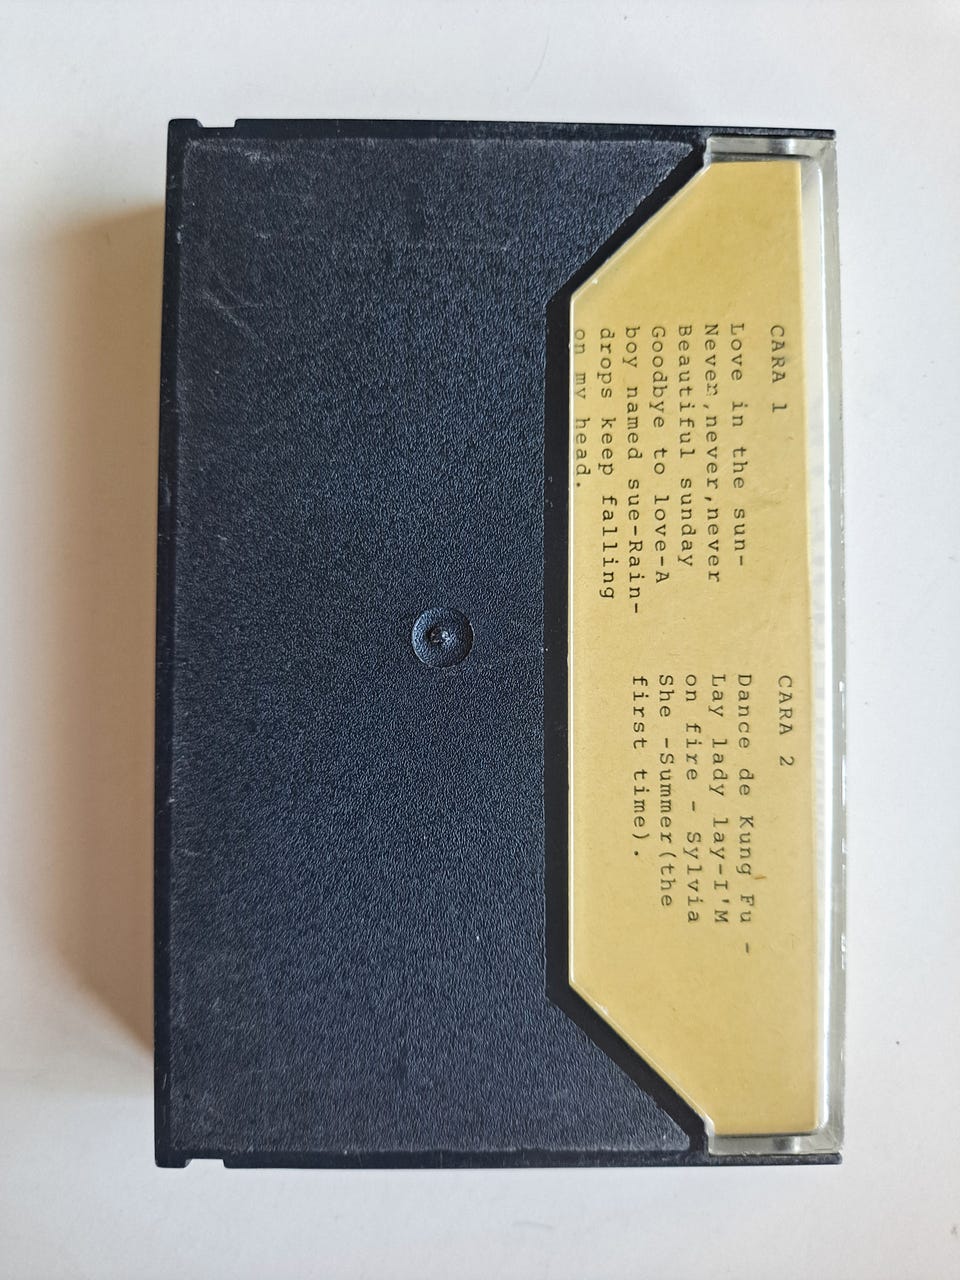 CARA 1
Love in the sun-
Never,never,never
Beautiful sunday
Goodbye to love-A
boy named sue-Rain-
drops keep falling
on my head.
CARA 2
Dance de Kung Fu -
Lay lady lay-I'M
on fire - Sylvia
She -Summer(the
first time).